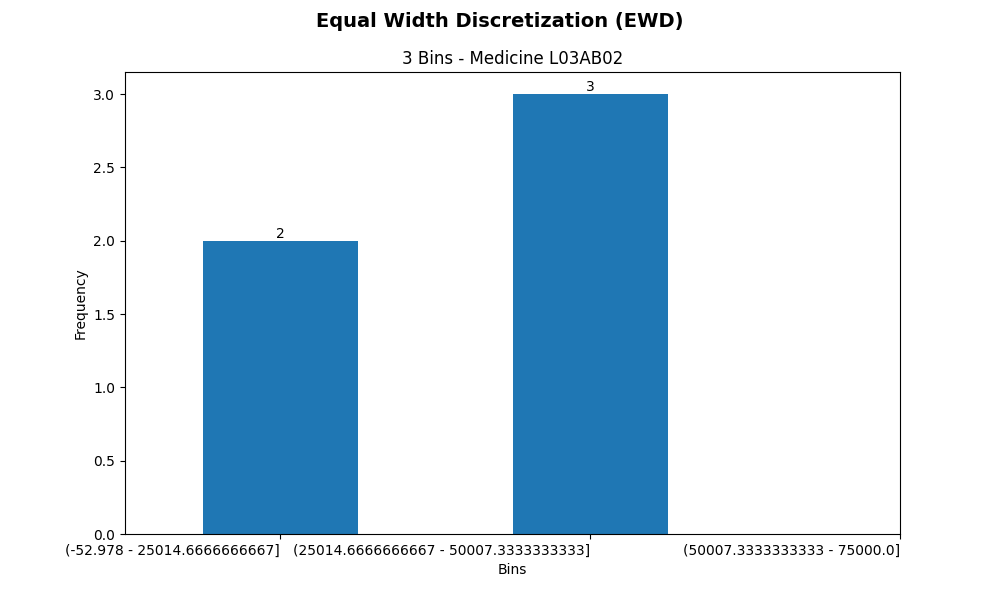 Equal Width Discretization (EWD)
3 Bins - Medicine L03AB02
3.0
2.5
2.0
1.5
1.0
0.5
0.0
Frequency
2
3
(-52.978 - 25014.6666666667]
(25014.6666666667 - 50007.3333333333]
(50007.3333333333 - 75000.0]
Bins